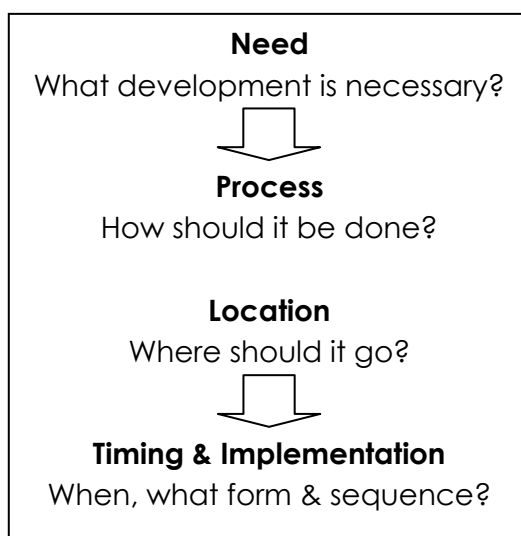 Need
What development is necessary?
Process
How should it be done?
Location
Where should it go?
Timing & Implementation
When, what form & sequence?